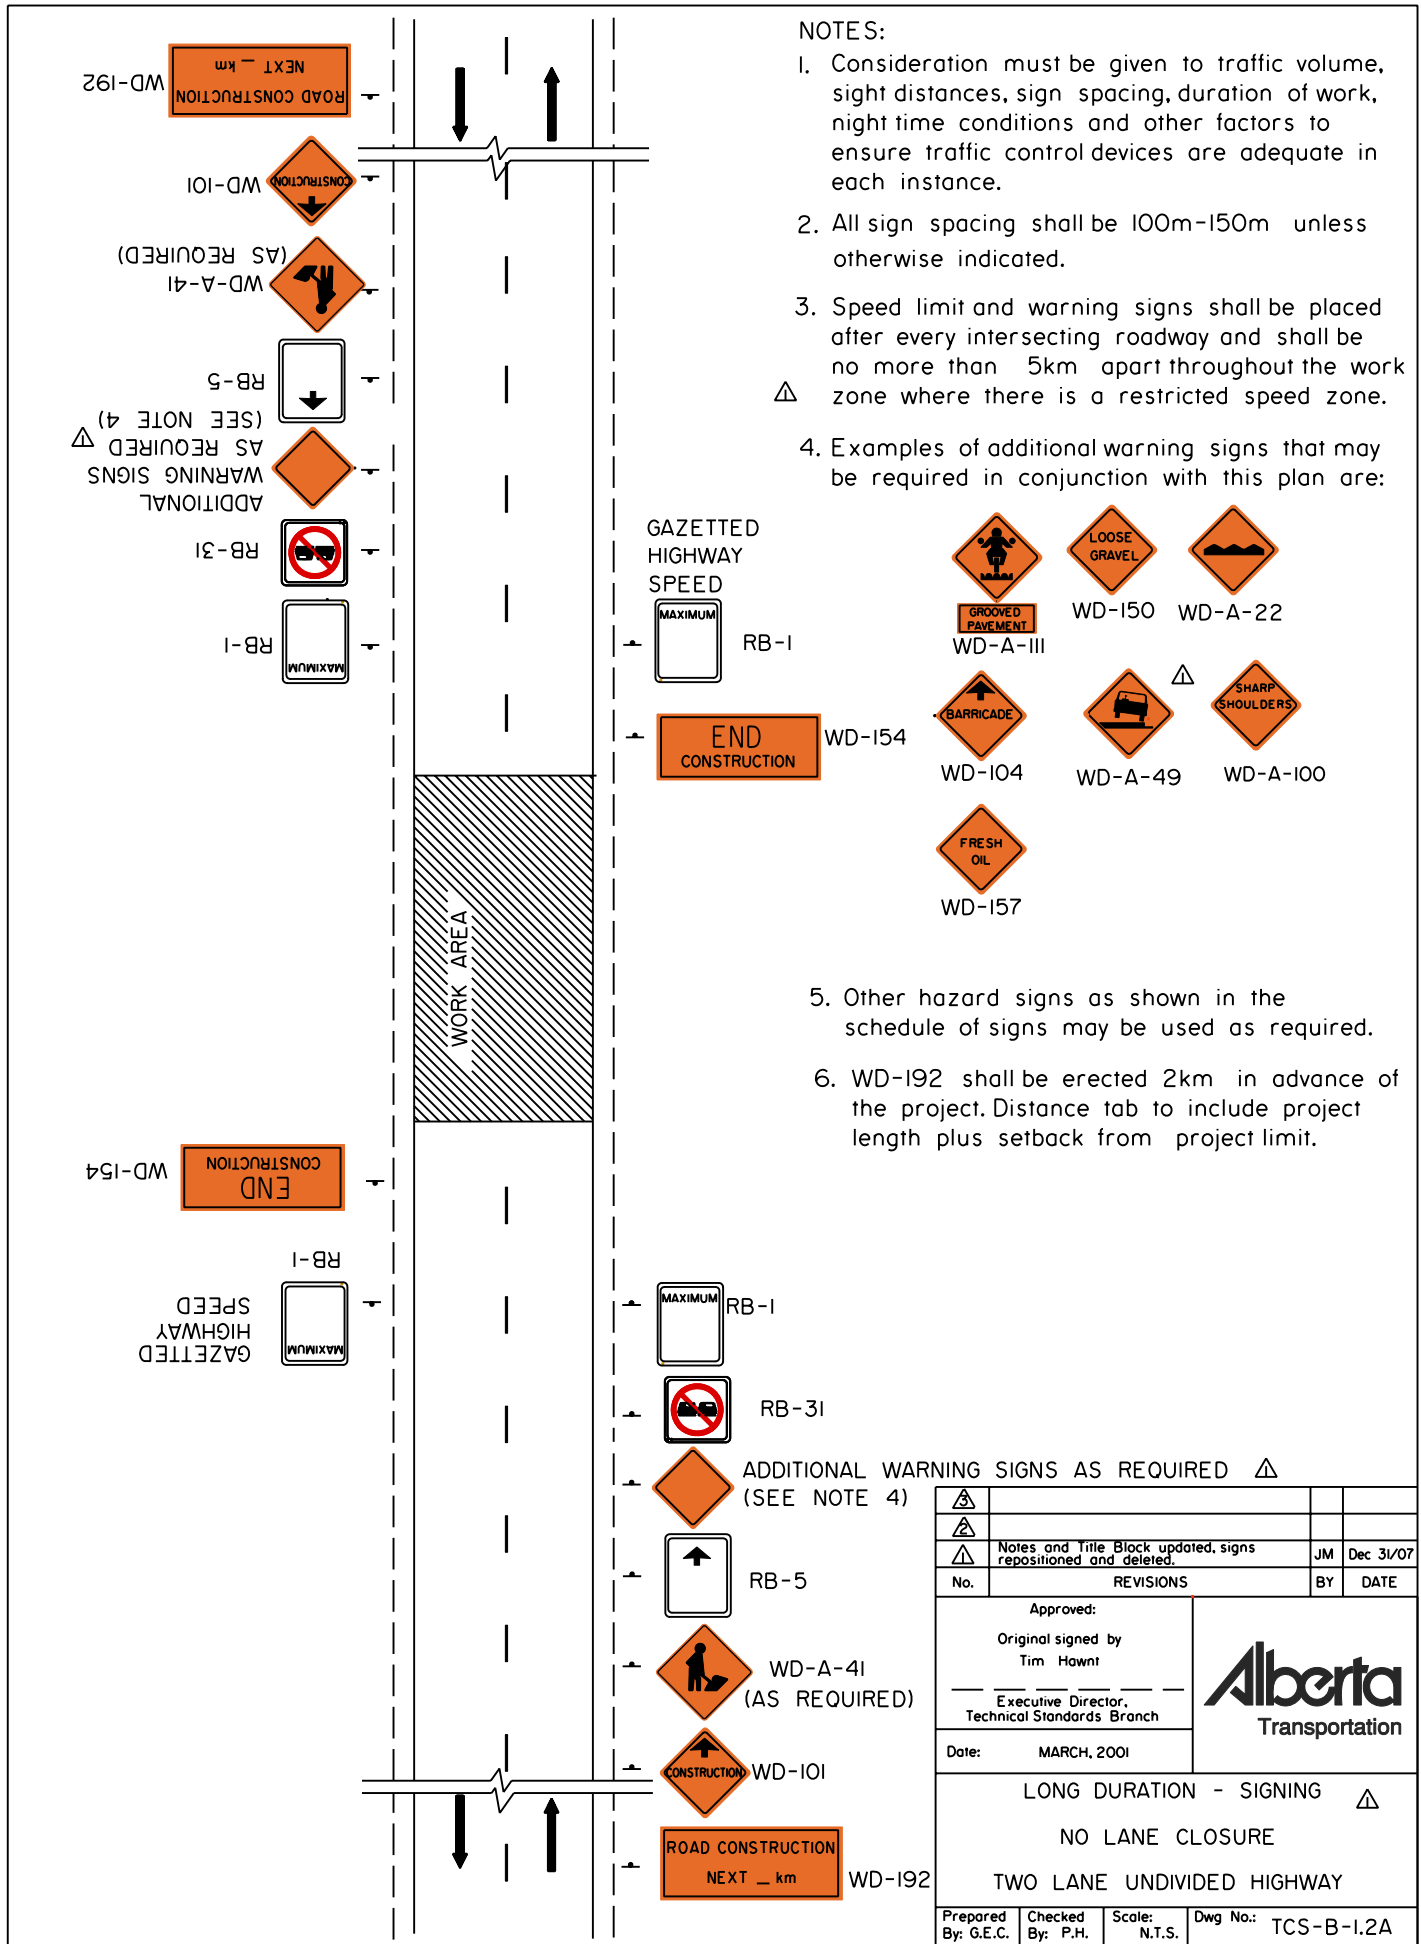 WD-192
ROAD CONSTRUCTION
NEXT _ km
WD-101
CONSTRUCTION
WD-A-41
(AS REQUIRED)
RB-5
ADDITIONAL
WARNING SIGNS
AS REQUIRED 1
(SEE NOTE 4)
RB-31
RB-1
MAXIMUM
GAZETTED
HIGHWAY
SPEED
MAXIMUM
RB-1
END
CONSTRUCTION
WD-154
WORK AREA
WD-154
END
CONSTRUCTION
RB-1
GAZETTED
HIGHWAY
SPEED
MAXIMUM
MAXIMUM
RB-1
RB-31
ADDITIONAL WARNING SIGNS AS REQUIRED 1
(SEE NOTE 4)
RB-5
WD-A-41
(AS REQUIRED)
CONSTRUCTION
WD-101
ROAD CONSTRUCTION
NEXT _ km
WD-192
NOTES:
1. Consideration must be given to traffic volume,
sight distances, sign spacing, duration of work,
night time conditions and other factors to
ensure traffic control devices are adequate in
each instance.
2. All sign spacing shall be 100m-150m unless
otherwise indicated.
3. Speed limit and warning signs shall be placed
after every intersecting roadway and shall be
no more than 5km apart throughout the work
1 zone where there is a restricted speed zone.
4. Examples of additional warning signs that may
be required in conjunction with this plan are:
GROOVED
PAVEMENT
WD-A-111
LOOSE
GRAVEL
WD-150
WD-A-22
BARRICADE
WD-104
1
WD-A-49
SHARP
SHOULDERS
WD-A-100
FRESH
OIL
WD-157
5. Other hazard signs as shown in the
schedule of signs may be used as required.
6. WD-192 shall be erected 2km in advance of
the project. Distance tab to include project
length plus setback from project limit.
3
2
1 Notes and Title Block updated, signs
repositioned and deleted. JM Dec 31/07
No. REVISIONS BY DATE
Approved:
Original signed by
Tim Hawnt
Executive Director,
Technical Standards Branch
Date: MARCH, 2001
Alberta
Transportation
LONG DURATION - SIGNING 1
NO LANE CLOSURE
TWO LANE UNDIVIDED HIGHWAY
Prepared
By: G.E.C.
Checked
By: P.H.
Scale:
N.T.S.
Dwg No.: TCS-B-1.2A